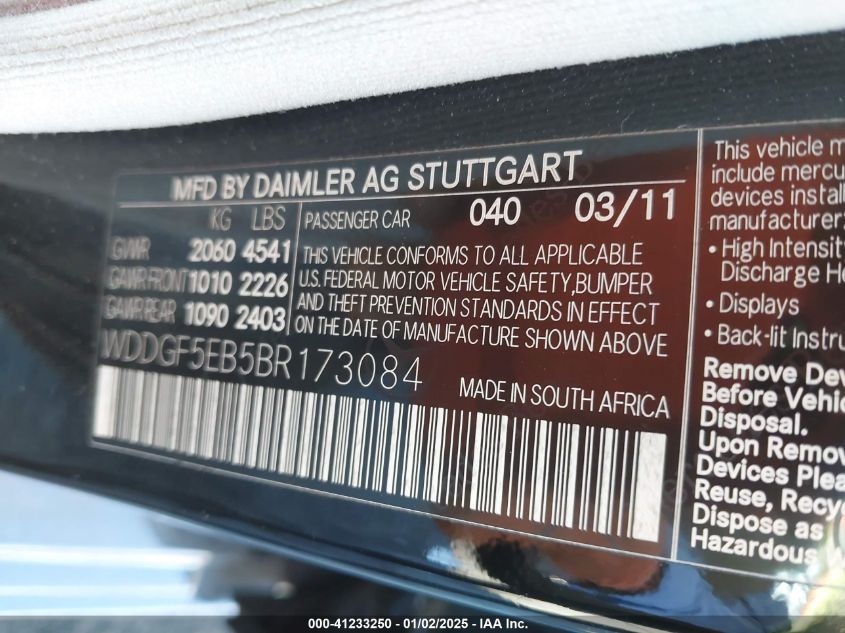 MFD BY DAIMLER AG STUTTGART
KG LBS
GVWR 2060 4541
GAWR FRONT 1010 2226
GAWR REAR 1090 2403
PASSENGER CAR 040 03/11
THIS VEHICLE CONFORMS TO ALL APPLICABLE
U.S. FEDERAL MOTOR VEHICLE SAFETY,BUMPER
AND THEFT PREVENTION STANDARDS IN EFFECT
ON THE DATE OF MANUFACTURE SHOWN ABOVE.
WDDGF5EB5BR173084
MADE IN SOUTH AFRICA
This vehicle m
include mercu
devices install
manufacturer:
• High Intensity
Discharge He
• Displays
• Back-lit Instru
Remove Dev
Before Vehic
Disposal.
Upon Remov
Devices Plea
Reuse, Recyc
Dispose as
Hazardous
000-41233250 - 01/02/2025 - IAA Inc.